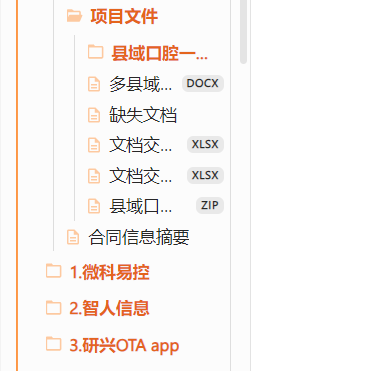 项目文件
县域口腔一...
多县域... DOCX
缺失文档
文档交... XLSX
文档交... XLSX
县域口... ZIP
合同信息摘要
1.微科易控
2.智人信息
3.研兴OTA app